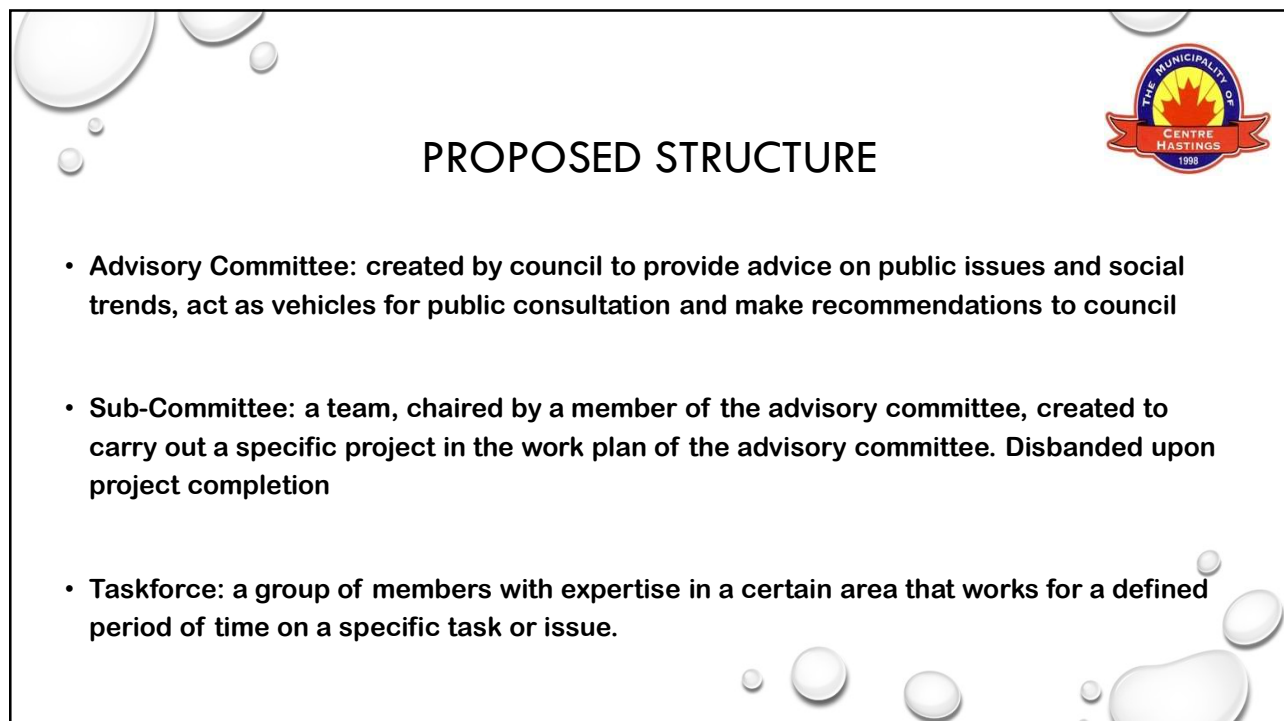 THE MUNICIPALITY OF
CENTRE
HASTINGS
1998
PROPOSED STRUCTURE
• Advisory Committee: created by council to provide advice on public issues and social
trends, act as vehicles for public consultation and make recommendations to council
• Sub-Committee: a team, chaired by a member of the advisory committee, created to
carry out a specific project in the work plan of the advisory committee. Disbanded upon
project completion
• Taskforce: a group of members with expertise in a certain area that works for a defined
period of time on a specific task or issue.